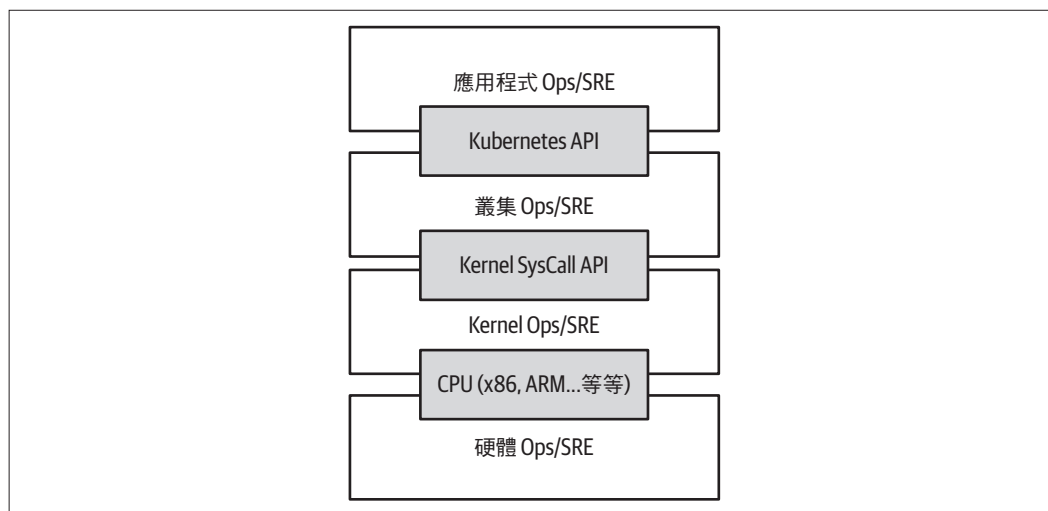 應用程式 Ops/SRE
Kubernetes API
叢集 Ops/SRE
Kernel SysCall API
Kernel Ops/SRE
CPU (x86, ARM...等等)
硬體 Ops/SRE